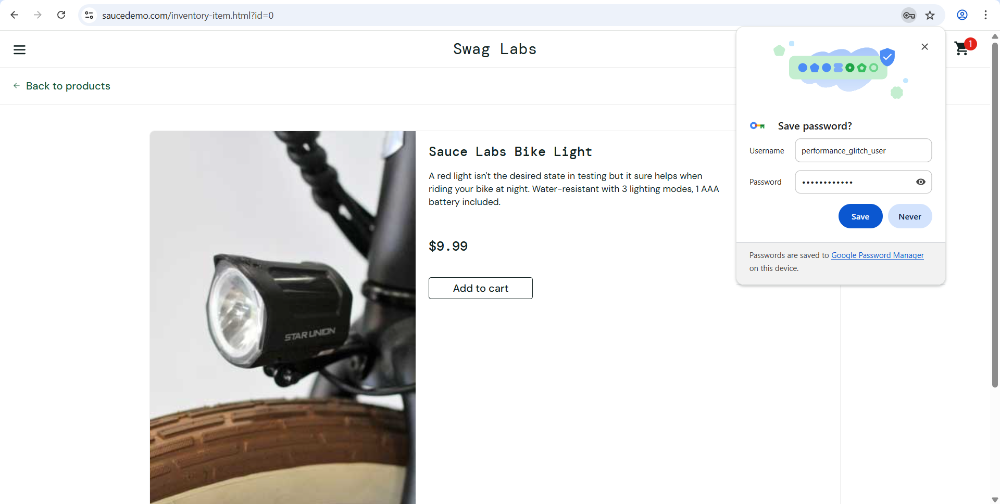 saucedemo.com/inventory-item.html?id=0
Swag Labs
1
Back to products
Sauce Labs Bike Light
A red light isn't the desired state in testing but it sure helps when
riding your bike at night. Water-resistant with 3 lighting modes, 1 AAA
battery included.
$9.99
Add to cart
STAR UNION
Save password?
Username
performance_glitch_user
Password
••••••••••••
Save
Never
Passwords are saved to Google Password Manager
on this device.